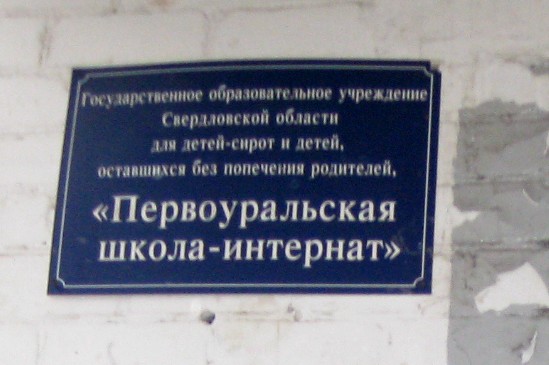 Государственное образовательное учреждение
Свердловской области
для детей-сирот и детей,
оставшихся без попечения родителей,
«Первоуральская
школа-интернат»